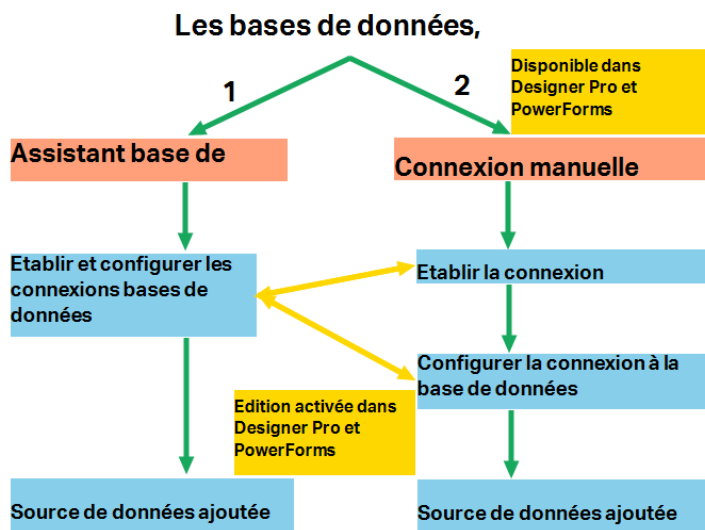 Les bases de données,
1
2
Disponible dans
Designer Pro et
PowerForms
Assistant base de
Connexion manuelle
Etablir et configurer les
connexions bases de
données
Etablir la connexion
Configurer la connexion à la
base de données
Edition activée dans
Designer Pro et
PowerForms
Source de données ajoutée
Source de données ajoutée